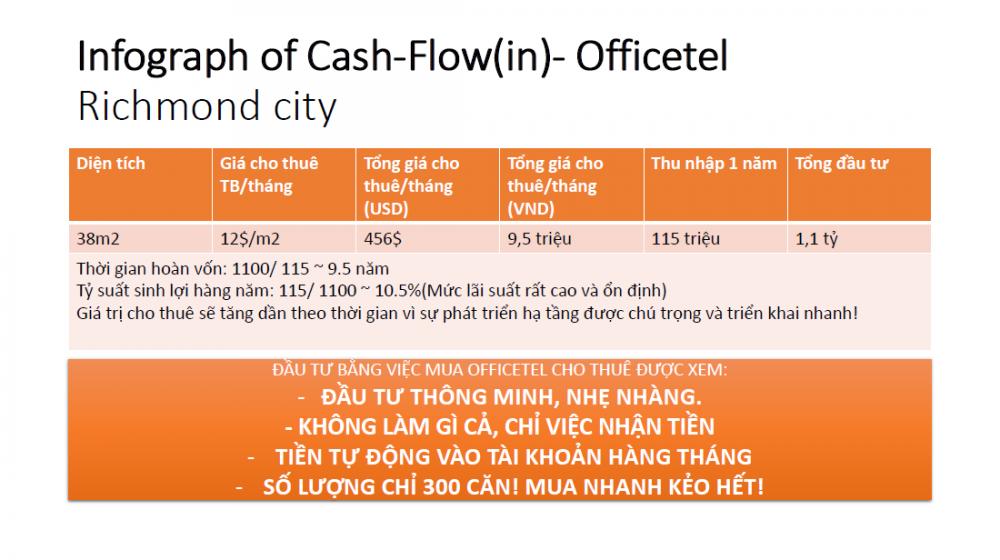 Infograph of Cash-Flow(in)- Officetel
Richmond city
Diện tích
Giá cho thuê
TB/tháng
Tổng giá cho
thuê/tháng
(USD)
Tổng giá cho
thuê/tháng
(VND)
Thu nhập 1 năm
Tổng đầu tư
38m2
12$/m2
456$
9,5 triệu
115 triệu
1,1 tỷ
Thời gian hoàn vốn: 1100/ 115 ~ 9.5 năm
Tỷ suất sinh lợi hàng năm: 115/ 1100 ~ 10.5%(Mức lãi suất rất cao và ổn định)
Giá trị cho thuê sẽ tăng dần theo thời gian vì sự phát triển hạ tầng được chú trọng và triển khai nhanh!
ĐẦU TƯ BẰNG VIỆC MUA OFFICETEL CHO THUÊ ĐƯỢC XEM:
- ĐẦU TƯ THÔNG MINH, NHẸ NHÀNG.
- KHÔNG LÀM GÌ CẢ, CHỈ VIỆC NHẬN TIỀN
- TIỀN TỰ ĐỘNG VÀO TÀI KHOẢN HÀNG THÁNG
- SỐ LƯỢNG CHỈ 300 CĂN! MUA NHANH KẺO HẾT!